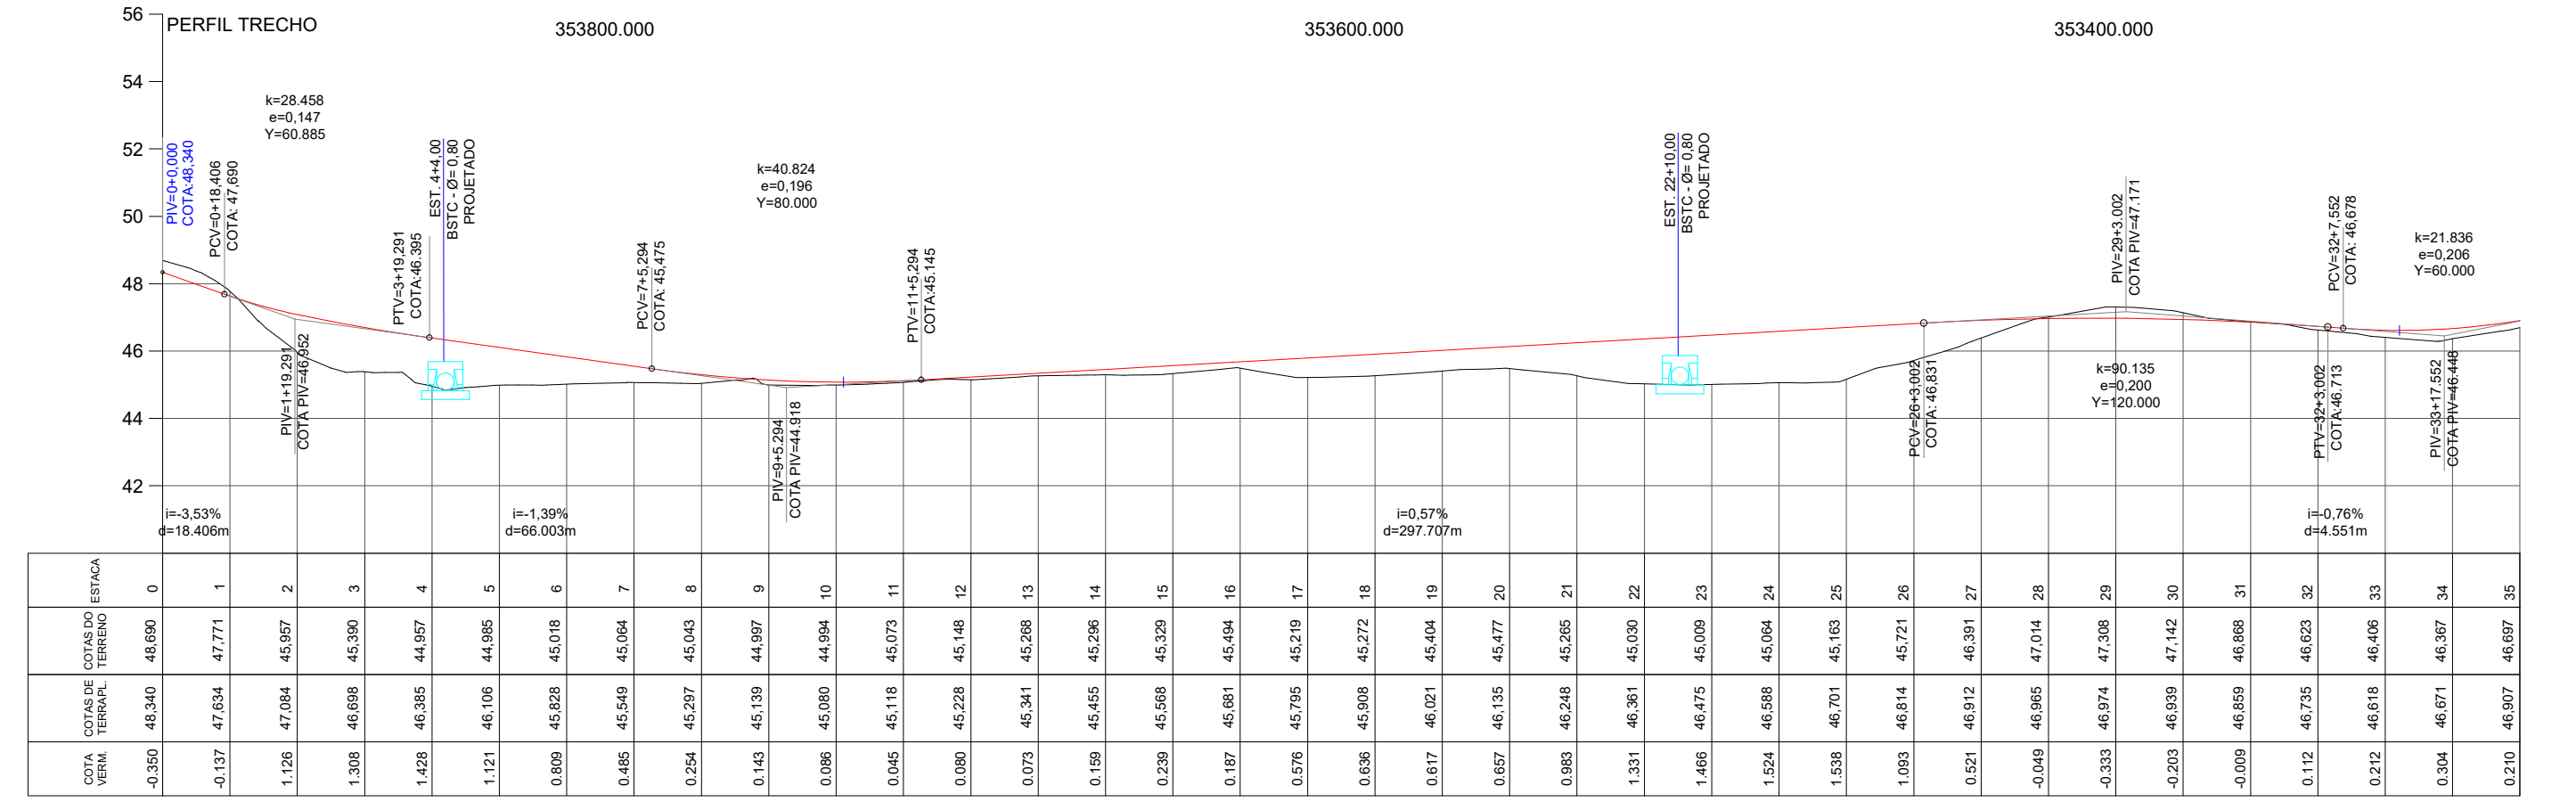 56
PERFIL TRECHO
353800.000
353600.000
353400.000
54
52
50
48
46
44
42
PIV=0+0,000
COTA:48,340
PCV=0+18,406
COTA: 47,690
k=28.458
e=0,147
Y=60.885
PIV=1+19.291
COTA PIV=46.952
PTV=3+19,291
COTA:46.395
EST. 4+4,00
BSTC - Ø= 0,80
PROJETADO
PCV=7+5,294
COTA: 45,475
k=40.824
e=0,196
Y=80.000
PIV=9+5.294
COTA PIV=44.918
PTV=11+5,294
COTA:45.145
EST. 22+10,00
BSTC - Ø= 0,80
PROJETADO
PCV=26+3.002
COTA: 46,831
PIV=29+3.002
COTA PIV=47.171
k=90.135
e=0,200
Y=120.000
PTV=32+3.002
COTA:46.713
PCV=32+7,552
COTA: 46,678
k=21.836
e=0,206
Y=60.000
PIV=33+17.552
COTA PIV=46.448
i=-3,53%
d=18.406m
i=-1,39%
d=66.003m
i=0,57%
d=297.707m
i=-0,76%
d=4.551m
ESTACA 0 1 2 3 4 5 6 7 8 9 10 11 12 13 14 15 16 17 18 19 20 21 22 23 24 25 26 27 28 29 30 31 32 33 34 35
COTAS DO
TERRENO
48,690 47,771 45,957 45,390 44,957 44,985 45,018 45,064 45,043 44,997 44,994 45,073 45,148 45,268 45,296 45,329 45,494 45,219 45,272 45,404 45,477 45,265 45,030 45,009 45,064 45,163 45,721 46,391 47,014 47,308 47,142 46,868 46,623 46,406 46,367 46,697
COTAS DE
TERRAPL.
48,340 47,634 47,084 46,698 46,385 46,106 45,828 45,549 45,297 45,139 45,080 45,118 45,228 45,341 45,455 45,568 45,681 45,795 45,908 46,021 46,135 46,248 46,361 46,475 46,588 46,701 46,814 46,912 46,965 46,974 46,939 46,859 46,735 46,618 46,671 46,907
COTA
VERM.
-0.350 -0.137 1.126 1.308 1.428 1.121 0.809 0.485 0.254 0.143 0.086 0.045 0.080 0.073 0.159 0.239 0.187 0.576 0.636 0.617 0.657 0.983 1.331 1.466 1.524 1.538 1.093 0.521 -0.049 -0.333 -0.203 -0.009 0.112 0.212 0.304 0.210